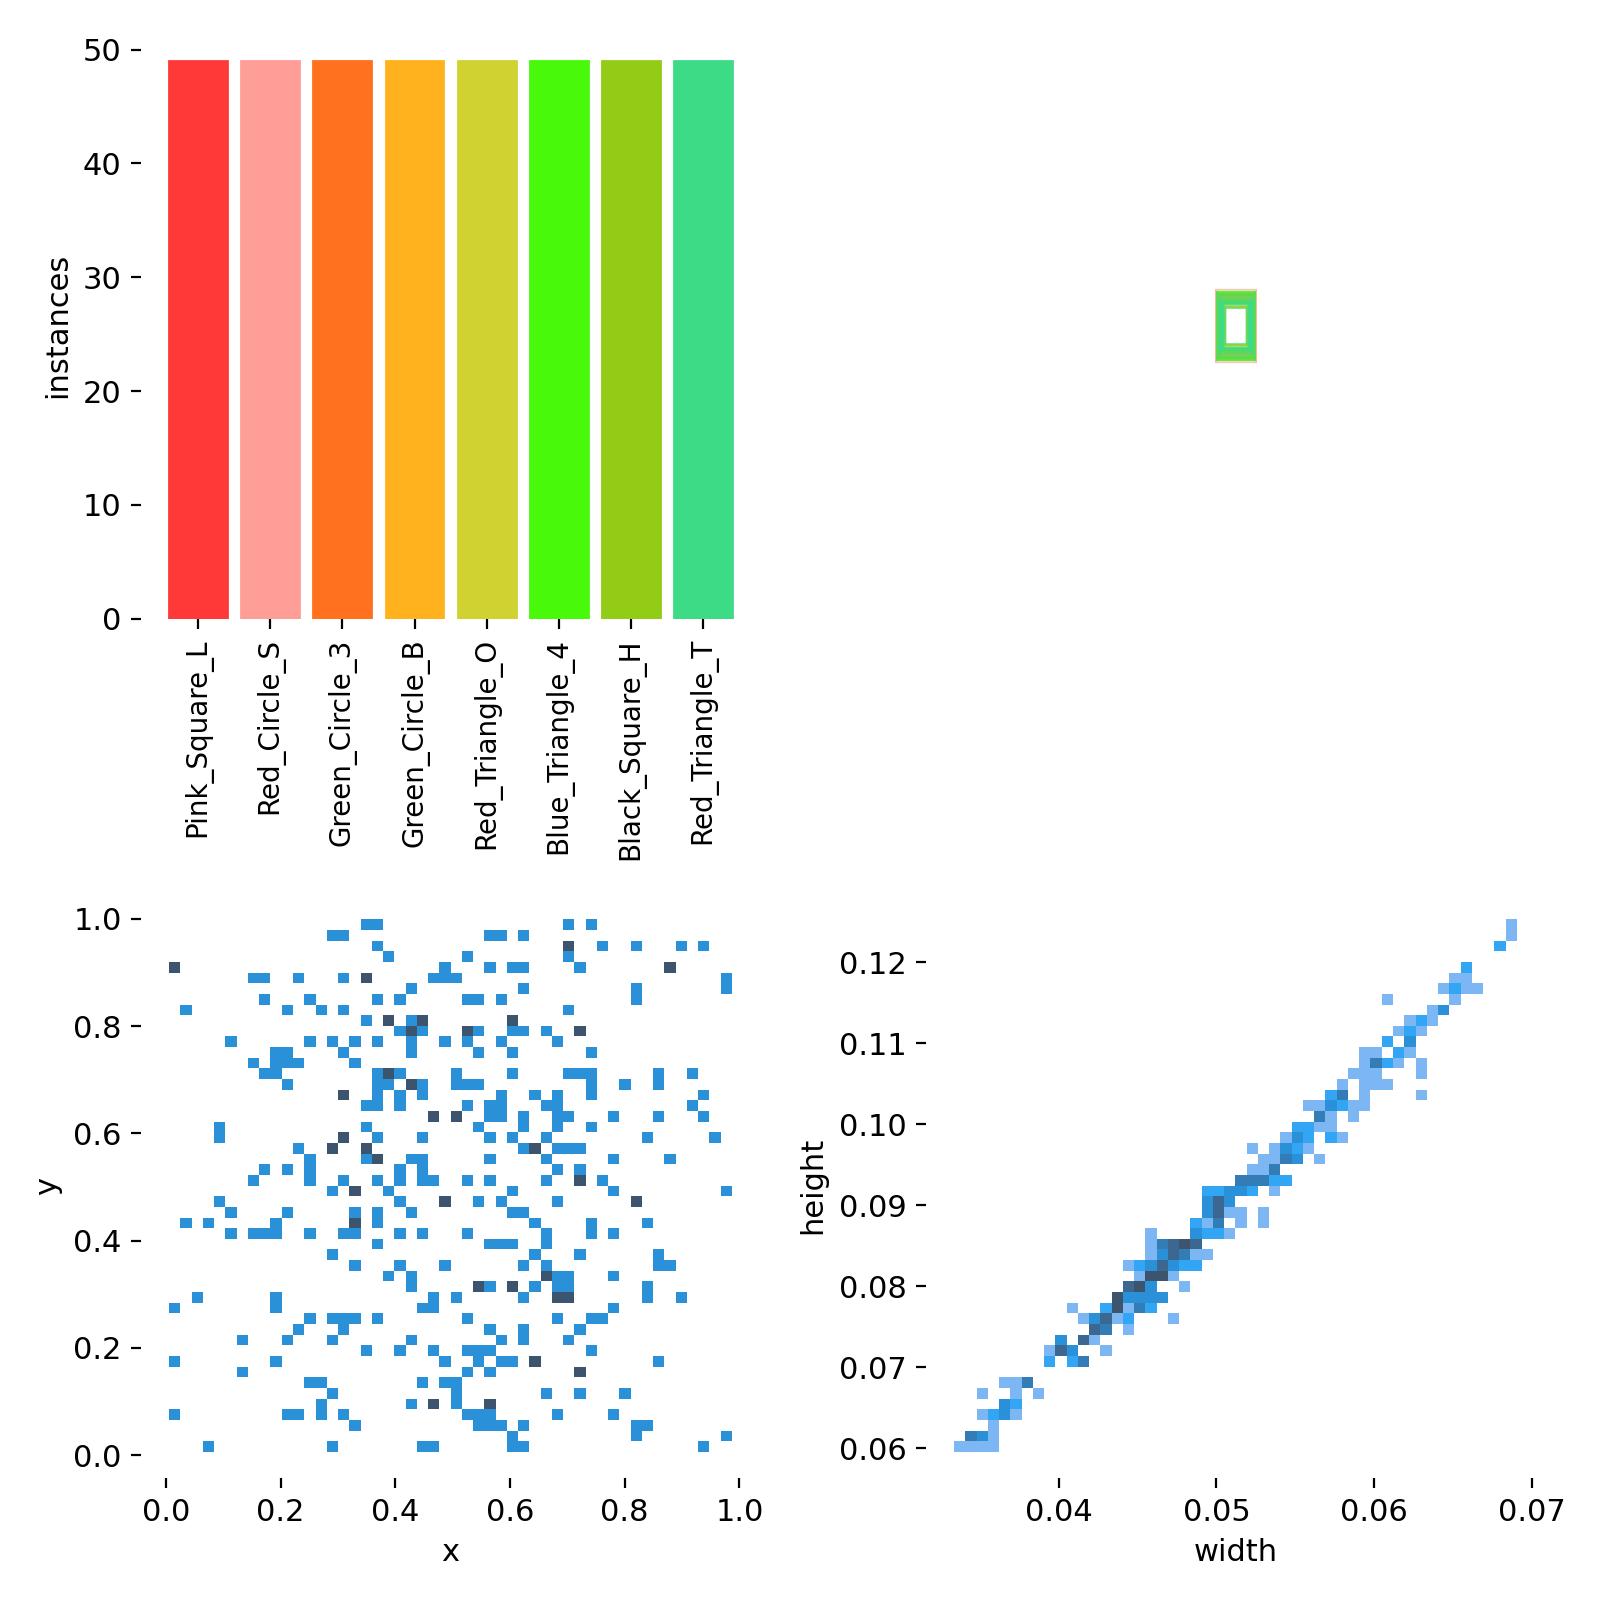 50
40
30
20
10
0
instances
Pink_Square_L
Red_Circle_S
Green_Circle_3
Green_Circle_B
Red_Triangle_O
Blue_Triangle_4
Black_Square_H
Red_Triangle_T
1.0
0.8
0.6
0.4
0.2
0.0
y
0.0 0.2 0.4 0.6 0.8 1.0
x
0.12
0.11
0.10
0.09
0.08
0.07
0.06
height
0.04 0.05 0.06 0.07
width